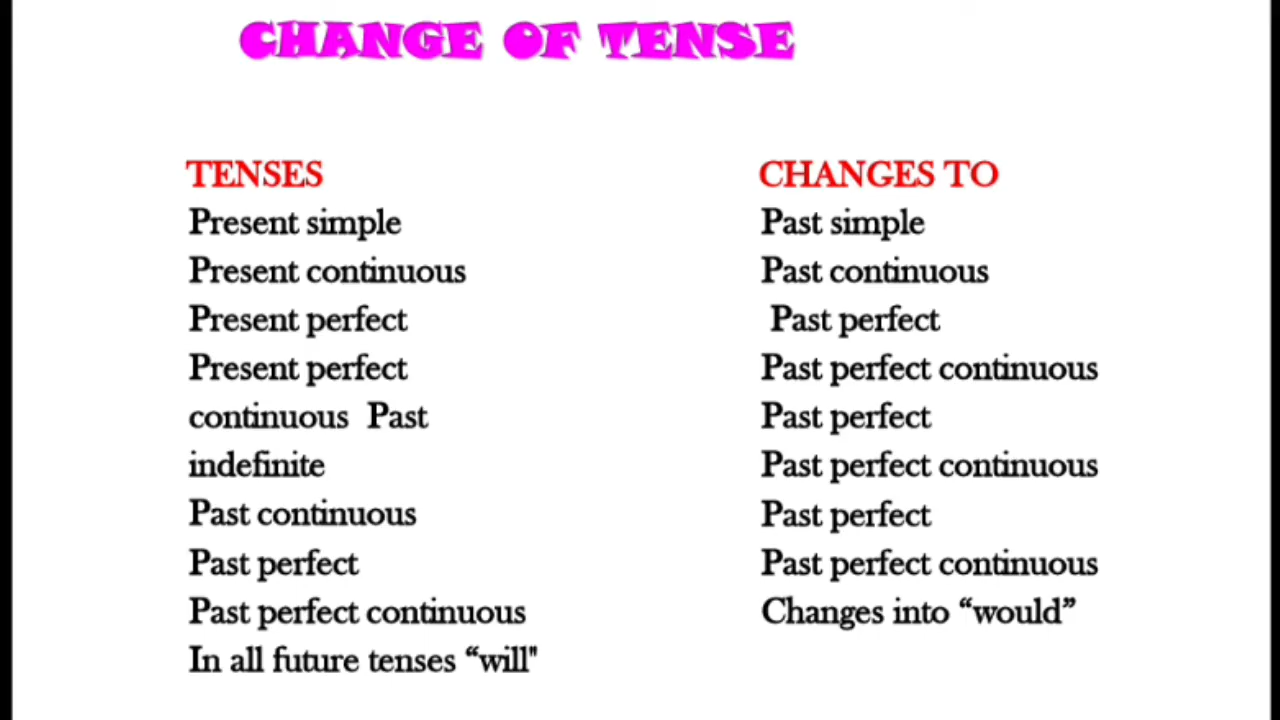 CHANGE OF TENSE
TENSES
Present simple
Present continuous
Present perfect
Present perfect
continuous Past
indefinite
Past continuous
Past perfect
Past perfect continuous
In all future tenses “will"
CHANGES TO
Past simple
Past continuous
Past perfect
Past perfect continuous
Past perfect
Past perfect continuous
Past perfect
Past perfect continuous
Changes into “would”